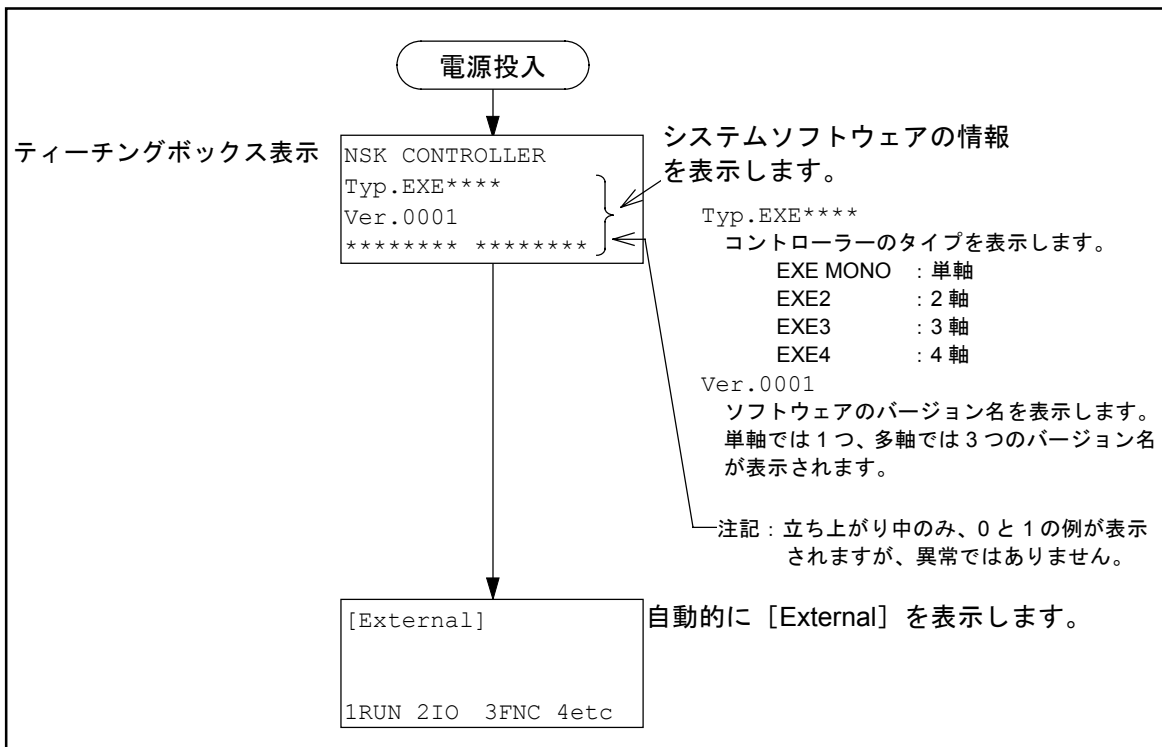 電源投入
ティーチングボックス表示
NSK CONTROLLER
Typ.EXE****
Ver.0001
******** ********
システムソフトウェアの情報
を表示します。
Typ.EXE****
コントローラーのタイプを表示します。
EXE MONO :単軸
EXE2 :2 軸
EXE3 :3 軸
EXE4 :4 軸
Ver.0001
ソフトウェアのバージョン名を表示します。
単軸では 1 つ、多軸では 3 つのバージョン名
が表示されます。
注記:立ち上がり中のみ、0 と 1 の例が表示
されますが、異常ではありません。
[External]
1RUN 2IO 3FNC 4etc
自動的に［External］を表示します。